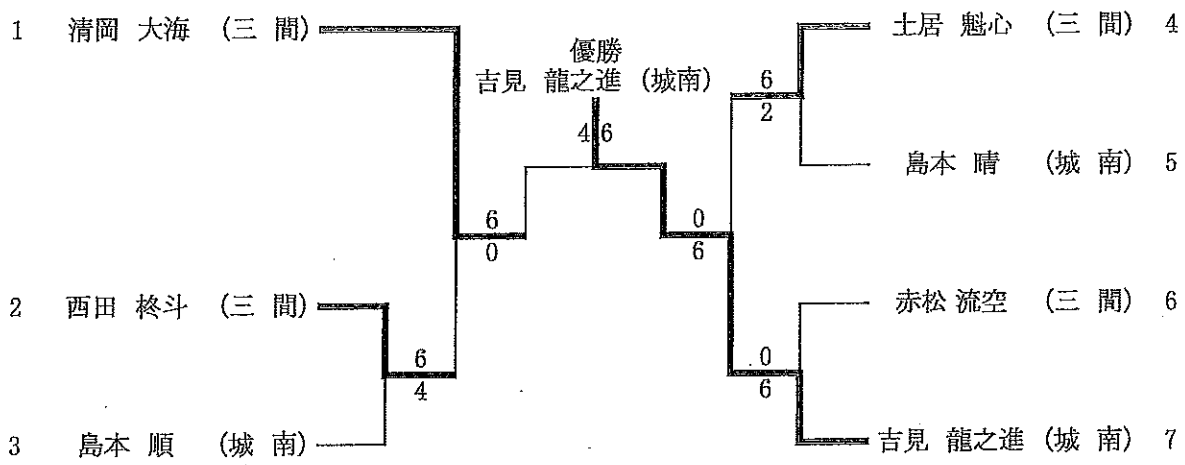 1 清岡 大海 (三 間)
土居 魁心 (三 間) 4
優勝
吉見 龍之進 (城南)
6
2
4 6
島本 晴 (城 南) 5
6
0
0
6
2 西田 柊斗 (三 間)
赤松 流空 (三 間) 6
6
4
0
6
3 島本 順 (城 南)
吉見 龍之進 (城 南) 7